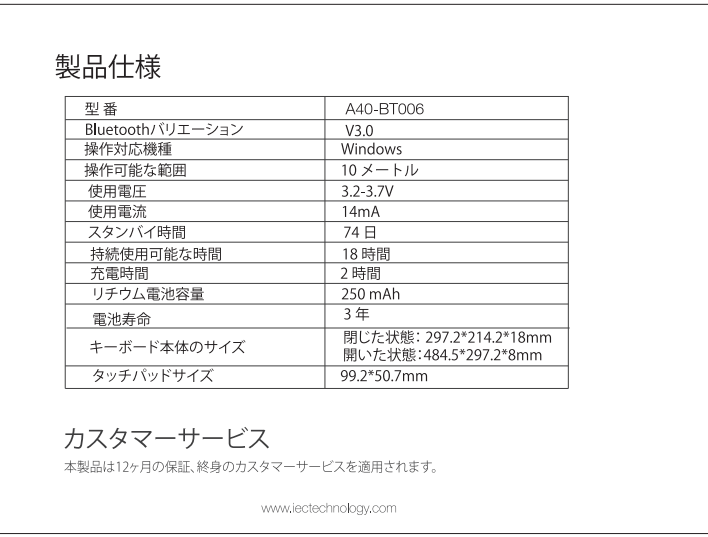 製品仕様
型 番 A40-BT006
Bluetoothバリエーション V3.0
操作対応機種 Windows
操作可能な範囲 10 メートル
使用電圧 3.2-3.7V
使用電流 14mA
スタンバイ時間 74 日
持続使用可能な時間 18 時間
充電時間 2 時間
リチウム電池容量 250 mAh
電池寿命 3 年
キーボード本体のサイズ 閉じた状態：297.2*214.2*18mm
開いた状態：484.5*297.2*8mm
タッチパッドサイズ 99.2*50.7mm
カスタマーサービス
本製品は12ヶ月の保証、終身のカスタマーサービスを適用されます。
www.iectechnology.com